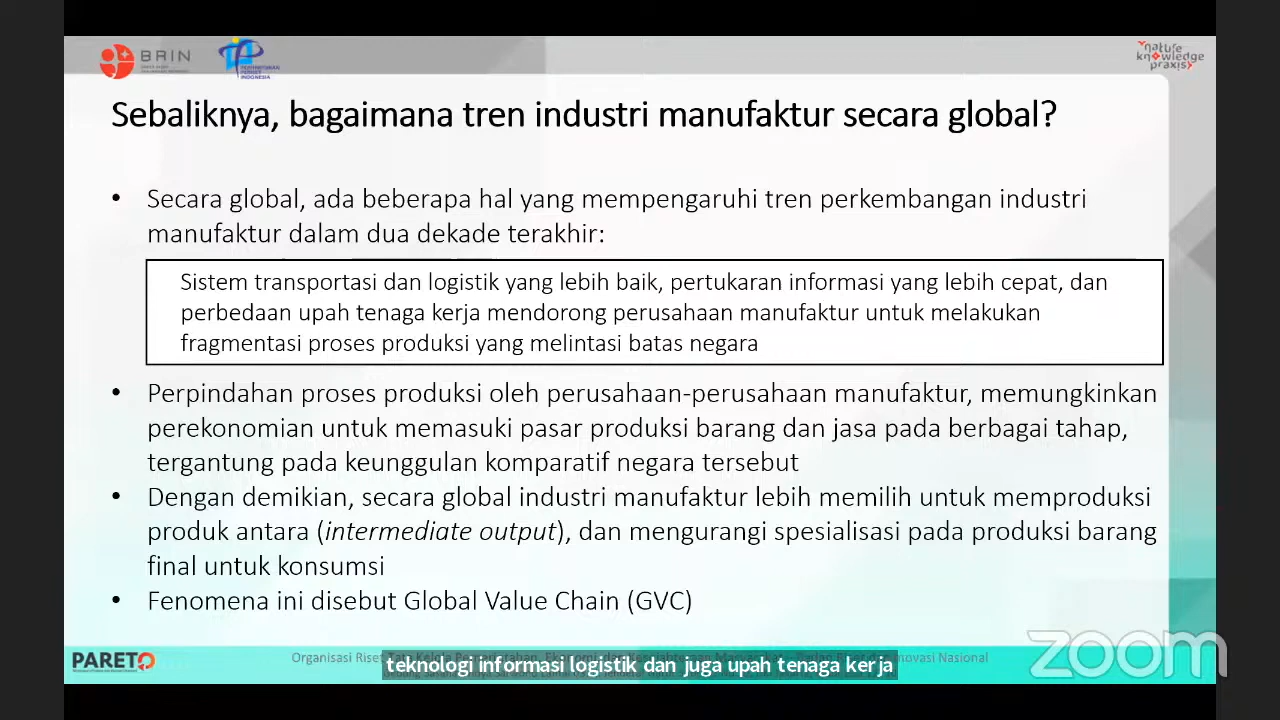 BRIN
nature
knowledge
praxis
Sebaliknya, bagaimana tren industri manufaktur secara global?
• Secara global, ada beberapa hal yang mempengaruhi tren perkembangan industri
manufaktur dalam dua dekade terakhir:
Sistem transportasi dan logistik yang lebih baik, pertukaran informasi yang lebih cepat, dan
perbedaan upah tenaga kerja mendorong perusahaan manufaktur untuk melakukan
fragmentasi proses produksi yang melintasi batas negara
• Perpindahan proses produksi oleh perusahaan-perusahaan manufaktur, memungkinkan
perekonomian untuk memasuki pasar produksi barang dan jasa pada berbagai tahap,
tergantung pada keunggulan komparatif negara tersebut
• Dengan demikian, secara global industri manufaktur lebih memilih untuk memproduksi
produk antara (intermediate output), dan mengurangi spesialisasi pada produksi barang
final untuk konsumsi
• Fenomena ini disebut Global Value Chain (GVC)
PARETO
Organisasi Riset
Nasional
teknologi informasi logistik dan juga upah tenaga kerja
zoom